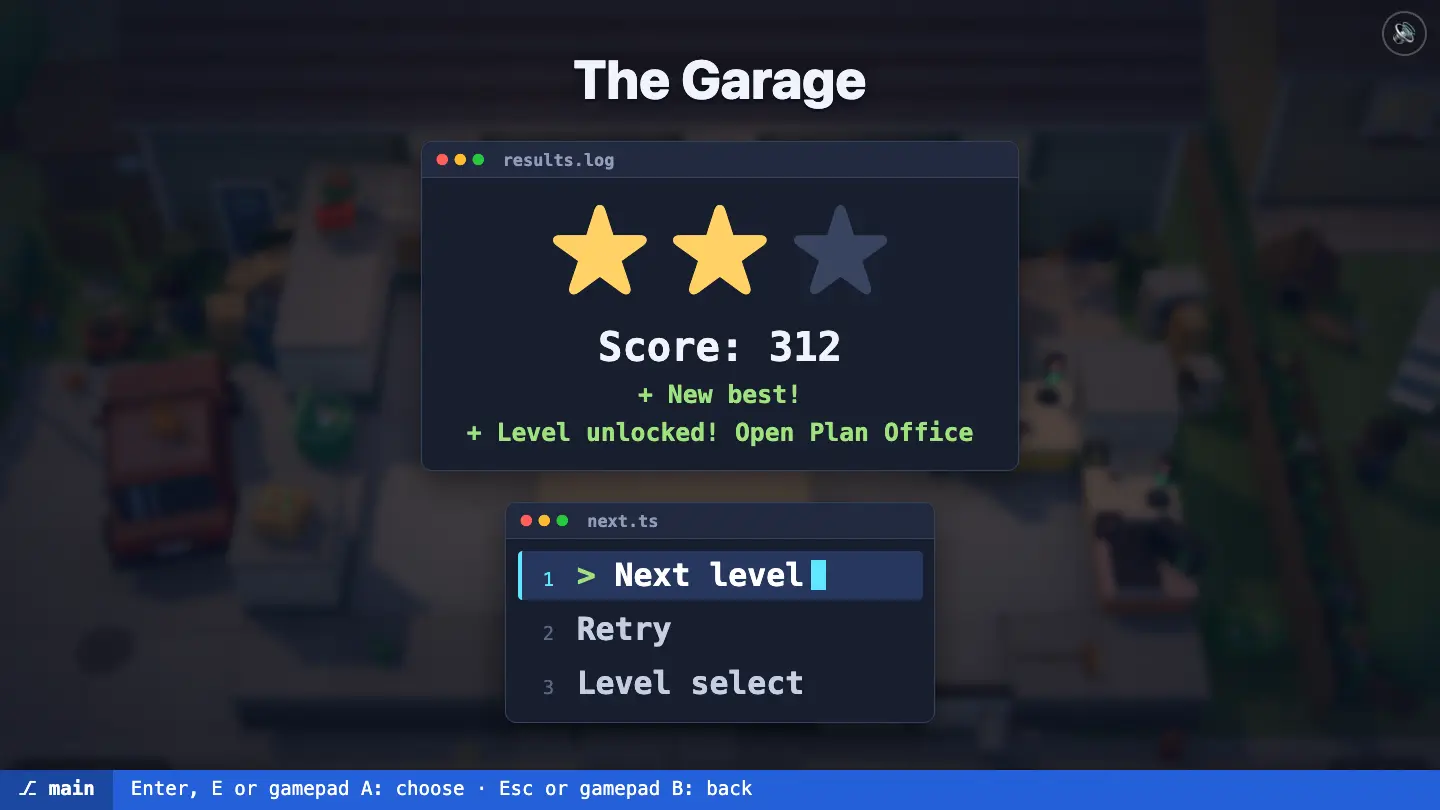 The Garage
results.log
Score: 312
+ New best!
+ Level unlocked! Open Plan Office
next.ts
1 > Next level
2 Retry
3 Level select
main Enter, E or gamepad A: choose · Esc or gamepad B: back